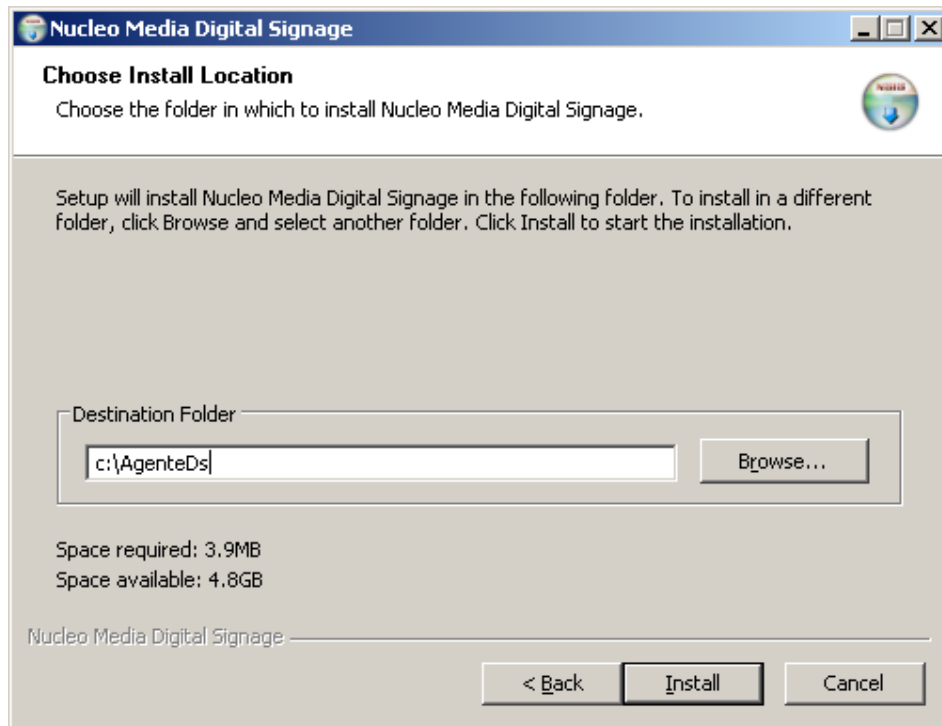 Nucleo Media Digital Signage
Choose Install Location
Choose the folder in which to install Nucleo Media Digital Signage.
Setup will install Nucleo Media Digital Signage in the following folder. To install in a different
folder, click Browse and select another folder. Click Install to start the installation.
Destination Folder
c:\AgenteDs
Browse...
Space required: 3.9MB
Space available: 4.8GB
Nucleo Media Digital Signage
< Back
Install
Cancel